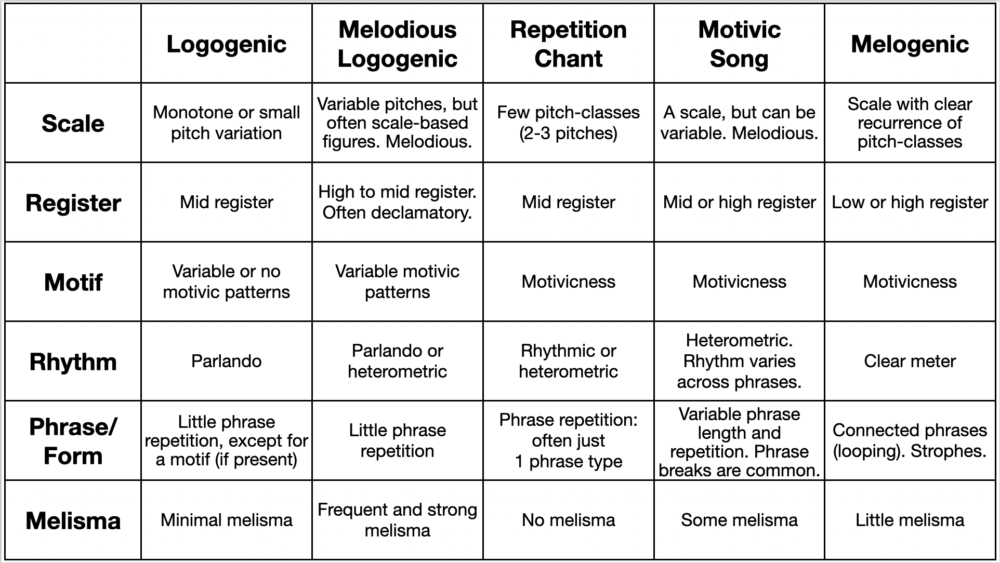 Logogenic
Melodious
Logogenic
Repetition
Chant
Motivic
Song
Melogenic
Scale
Monotone or small
pitch variation
Variable pitches, but
often scale-based
figures. Melodious.
Few pitch-classes
(2-3 pitches)
A scale, but can be
variable. Melodious.
Scale with clear
recurrence of
pitch-classes
Register
Mid register
High to mid register.
Often declamatory.
Mid register
Mid or high register
Low or high register
Motif
Variable or no
motivic patterns
Variable motivic
patterns
Motivicness
Motivicness
Motivicness
Rhythm
Parlando
Parlando or
heterometric
Rhythmic or
heterometric
Heterometric.
Rhythm varies
across phrases.
Clear meter
Phrase/
Form
Little phrase
repetition, except for
a motif (if present)
Little phrase
repetition
Phrase repetition:
often just
1 phrase type
Variable phrase
length and
repetition. Phrase
breaks are common.
Connected phrases
(looping). Strophes.
Melisma
Minimal melisma
Frequent and strong
melisma
No melisma
Some melisma
Little melisma